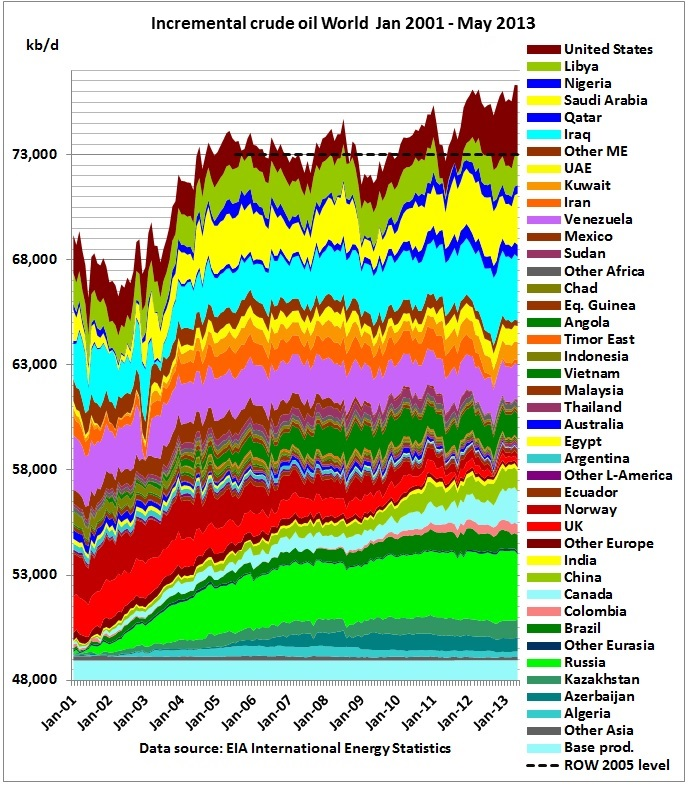 Incremental crude oil World Jan 2001 - May 2013
kb/d
73,000
68,000
63,000
58,000
53,000
48,000
Jan-01
Jan-02
Jan-03
Jan-04
Jan-05
Jan-06
Jan-07
Jan-08
Jan-09
Jan-10
Jan-11
Jan-12
Jan-13
Data source: EIA International Energy Statistics
United States
Libya
Nigeria
Saudi Arabia
Qatar
Iraq
Other ME
UAE
Kuwait
Iran
Venezuela
Mexico
Sudan
Other Africa
Chad
Eq. Guinea
Angola
Timor East
Indonesia
Vietnam
Malaysia
Thailand
Australia
Egypt
Argentina
Other L-America
Ecuador
Norway
UK
Other Europe
India
China
Canada
Colombia
Brazil
Other Eurasia
Russia
Kazakhstan
Azerbaijan
Algeria
Other Asia
Base prod.
ROW 2005 level